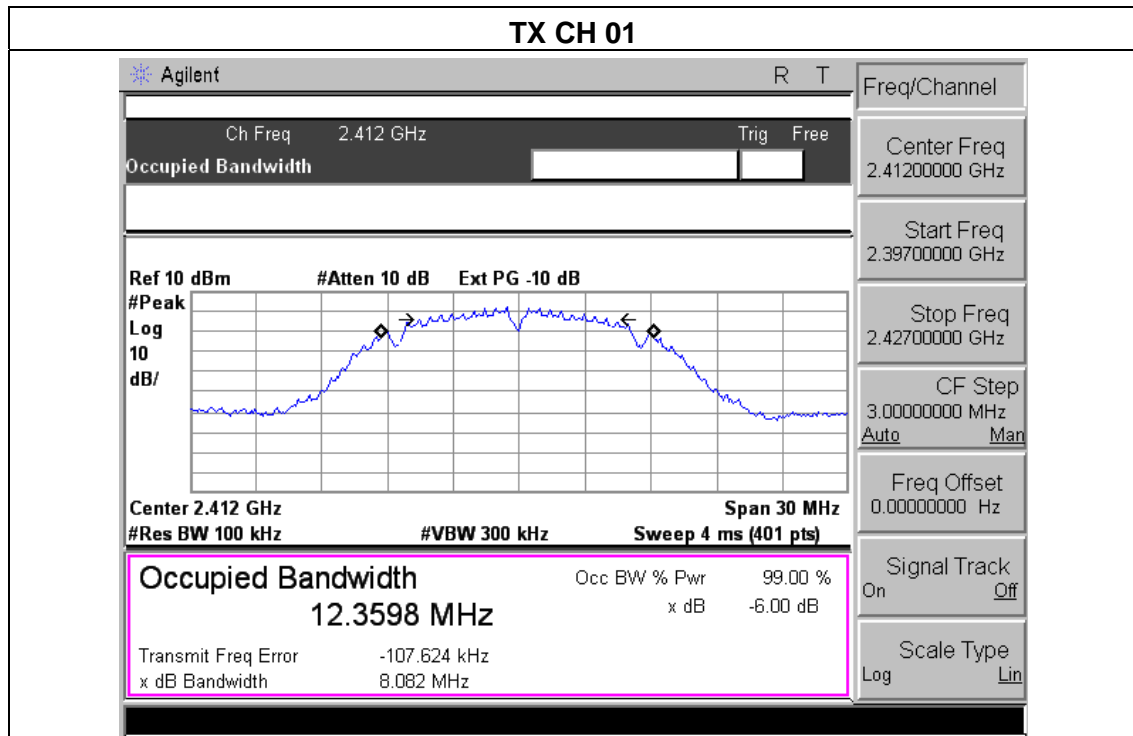 TX CH 01
Agilent R T
Freq/Channel
Ch Freq 2.412 GHz Trig Free
Occupied Bandwidth
Center Freq
2.41200000 GHz
Start Freq
2.39700000 GHz
Stop Freq
2.42700000 GHz
CF Step
3.00000000 MHz
Auto Man
Freq Offset
0.00000000 Hz
Signal Track
On Off
Scale Type
Log Lin
Ref 10 dBm #Atten 10 dB Ext PG -10 dB
#Peak
Log
10
dB/
Center 2.412 GHz Span 30 MHz
#Res BW 100 kHz #VBW 300 kHz Sweep 4 ms (401 pts)
Occupied Bandwidth Occ BW % Pwr 99.00 %
12.3598 MHz x dB -6.00 dB
Transmit Freq Error -107.624 kHz
x dB Bandwidth 8.082 MHz